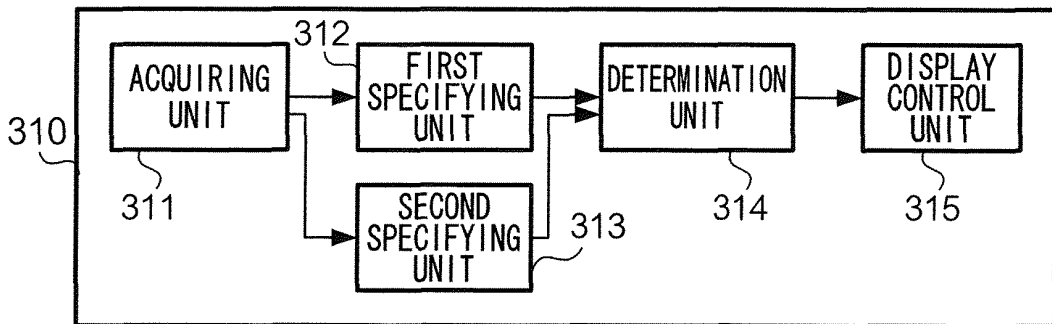 312
ACQUIRING
UNIT
FIRST
SPECIFYING
UNIT
DETERMINATION
UNIT
DISPLAY
CONTROL
UNIT
310
311
SECOND
SPECIFYING
UNIT
313
314
315